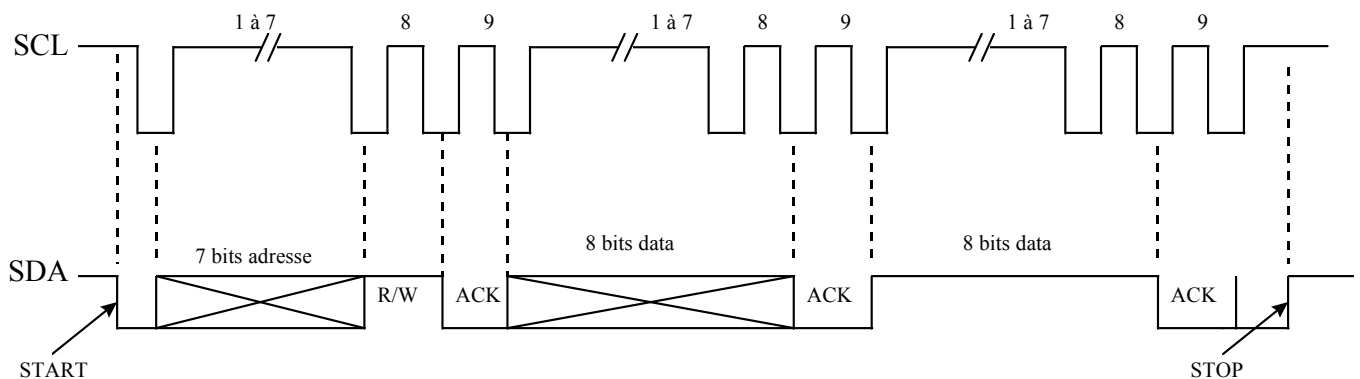 1 à 7 8 9 1 à 7 8 9 1 à 7 8 9
SCL
7 bits adresse 8 bits data 8 bits data
SDA
R/W ACK ACK ACK
START STOP